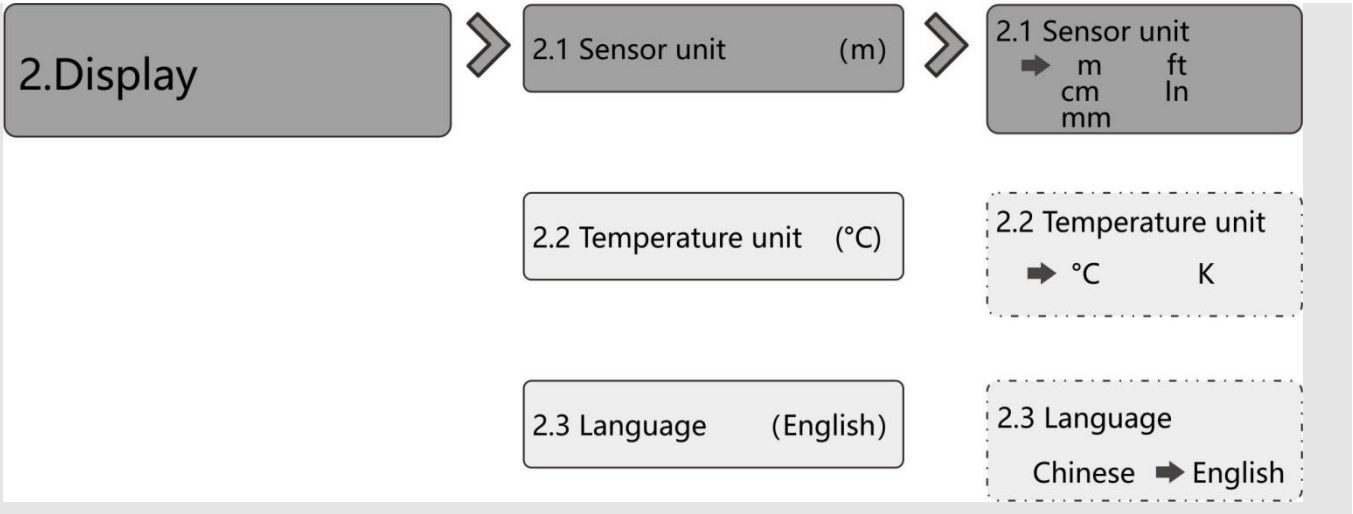 2.Display
2.1 Sensor unit (m)
2.1 Sensor unit
m ft
cm In
mm
2.2 Temperature unit (°C)
2.2 Temperature unit
°C K
2.3 Language (English)
2.3 Language
Chinese English